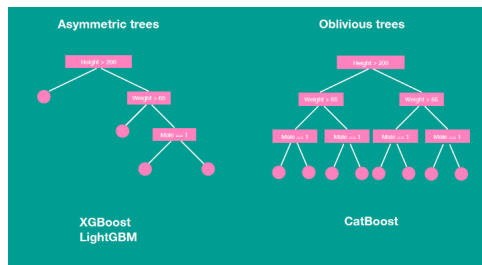 Asymmetric trees
Oblivious trees
Height > 200
Height > 200
Weight > 65
Weight > 65
Weight > 65
Male == 1
Male == 1
Male == 1
Male == 1
Male == 1
XGBoost
LightGBM
CatBoost